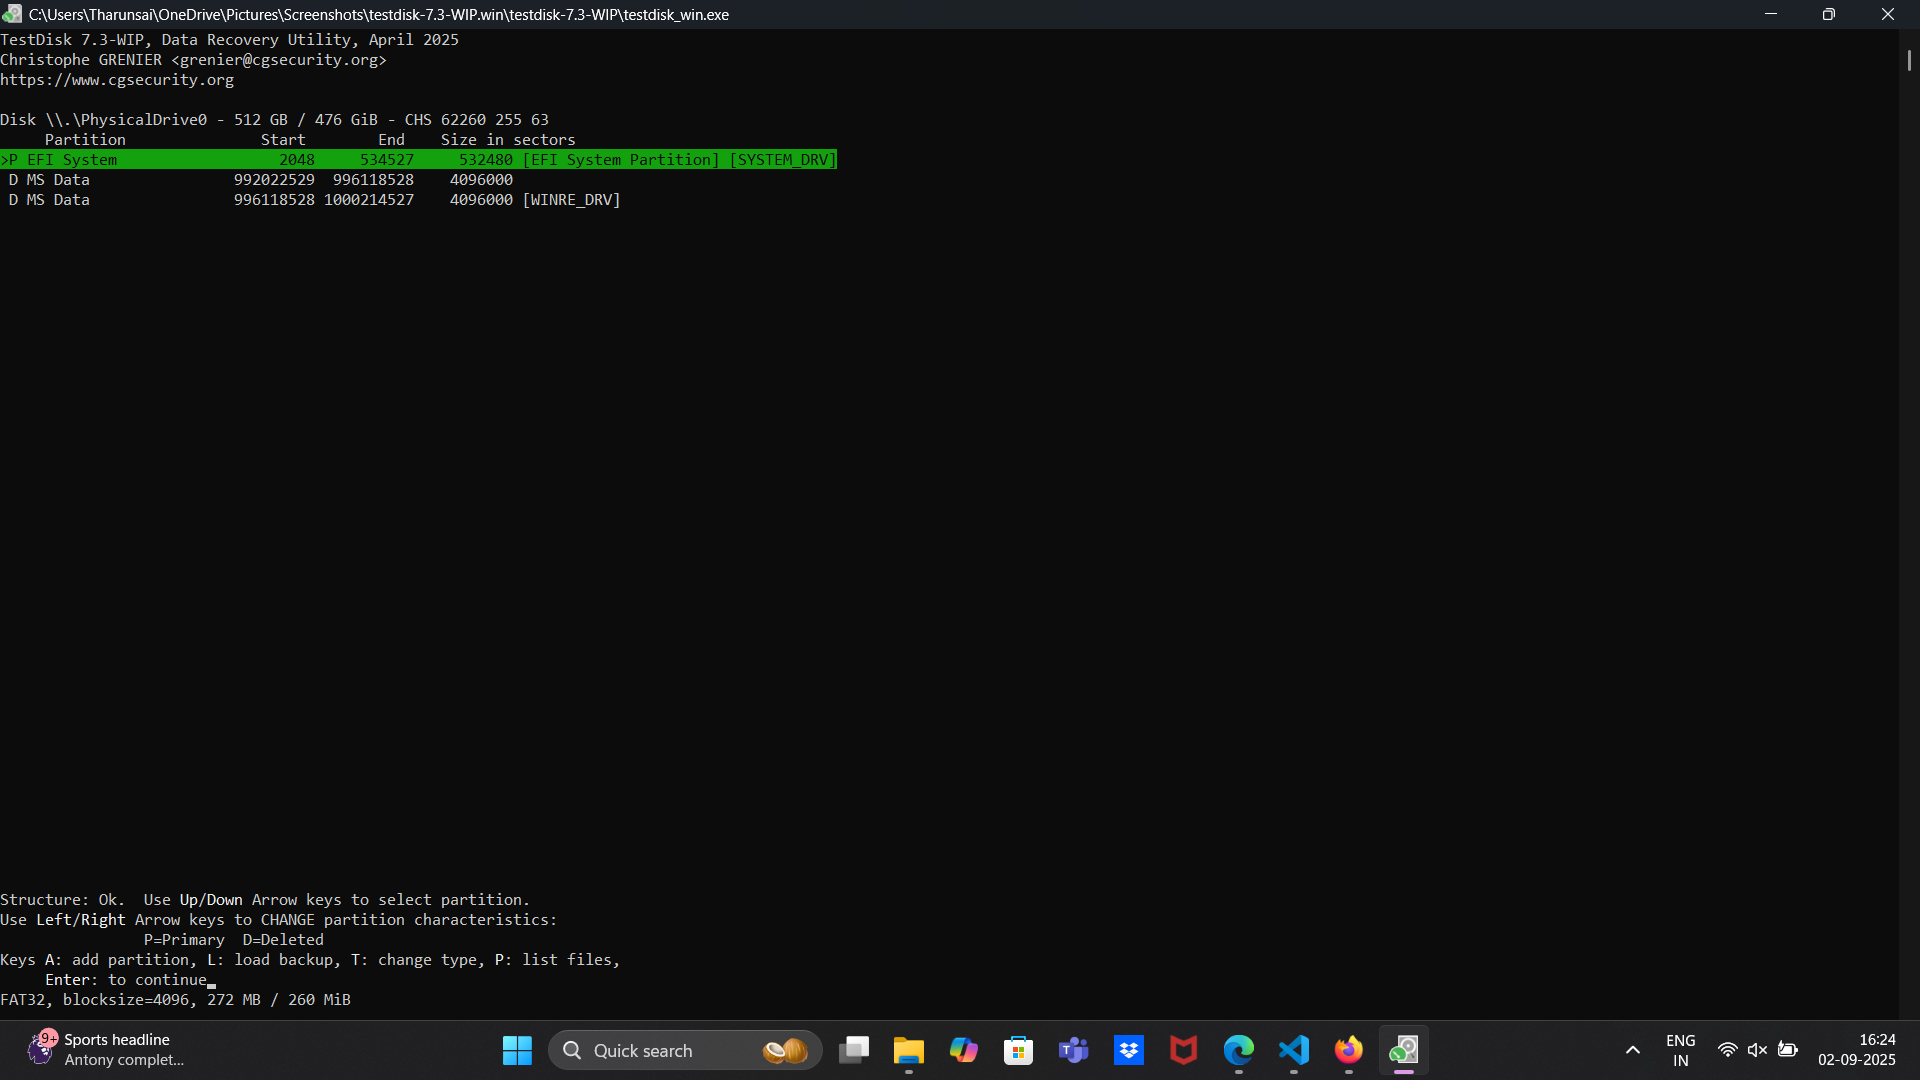 C:\Users\Tharunsai\OneDrive\Pictures\Screenshots\testdisk-7.3-WIP.win\testdisk-7.3-WIP\testdisk_win.exe
TestDisk 7.3-WIP, Data Recovery Utility, April 2025
Christophe GRENIER <grenier@cgsecurity.org>
https://www.cgsecurity.org
Disk \\.\PhysicalDrive0 - 512 GB / 476 GiB - CHS 62260 255 63
     Partition               Start        End    Size in sectors
>P EFI System                  2048     534527     532480 [EFI System Partition] [SYSTEM_DRV]
 D MS Data                992022529  996118528    4096000
 D MS Data                996118528 1000214527    4096000 [WINRE_DRV]
Structure: Ok.  Use Up/Down Arrow keys to select partition.
Use Left/Right Arrow keys to CHANGE partition characteristics:
                P=Primary  D=Deleted
Keys A: add partition, L: load backup, T: change type, P: list files,
     Enter: to continue
FAT32, blocksize=4096, 272 MB / 260 MiB
9+
Sports headline
Antony complet...
Quick search
ENG
IN
16:24
02-09-2025